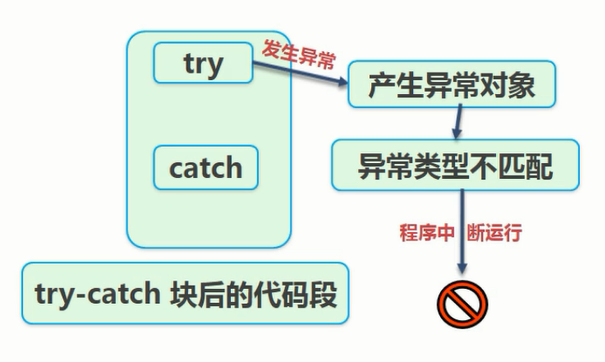 try
发生异常
产生异常对象
catch
异常类型不匹配
程序中断运行
try-catch 块后的代码段